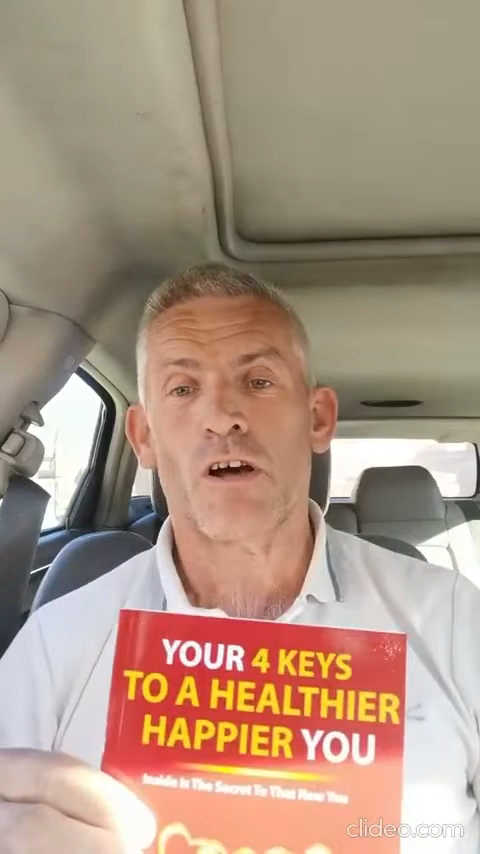 YOUR 4 KEYS
TO A HEALTHIER
HAPPIER YOU
Inside Is The Secret To That New You
clideo.com